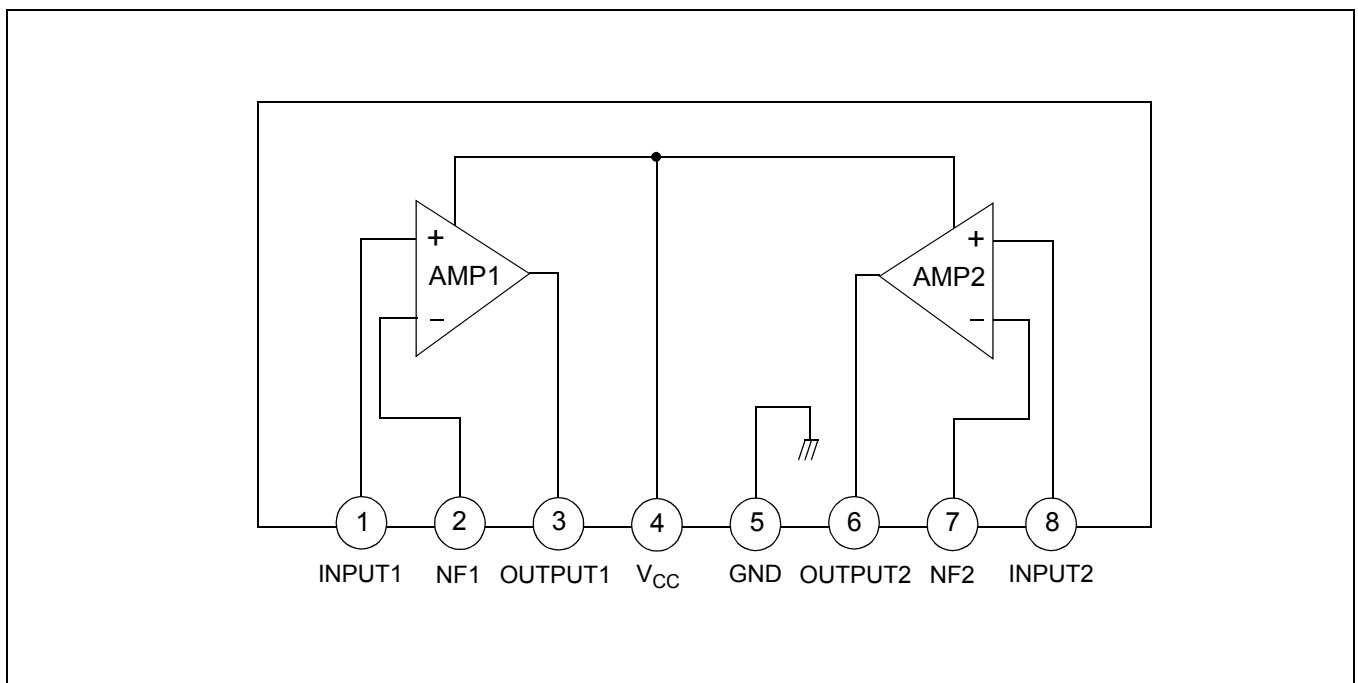 + +
AMP1 AMP2
− −
1 2 3 4 5 6 7 8
INPUT1 NF1 OUTPUT1 VCC GND OUTPUT2 NF2 INPUT2